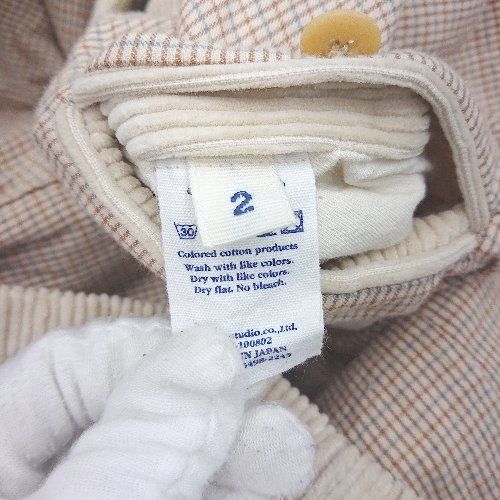 2
30
Colored cotton products
Wash with like colors.
Dry with like colors.
Dry flat. No bleach.
studio.co.,ltd.
100802
IN JAPAN